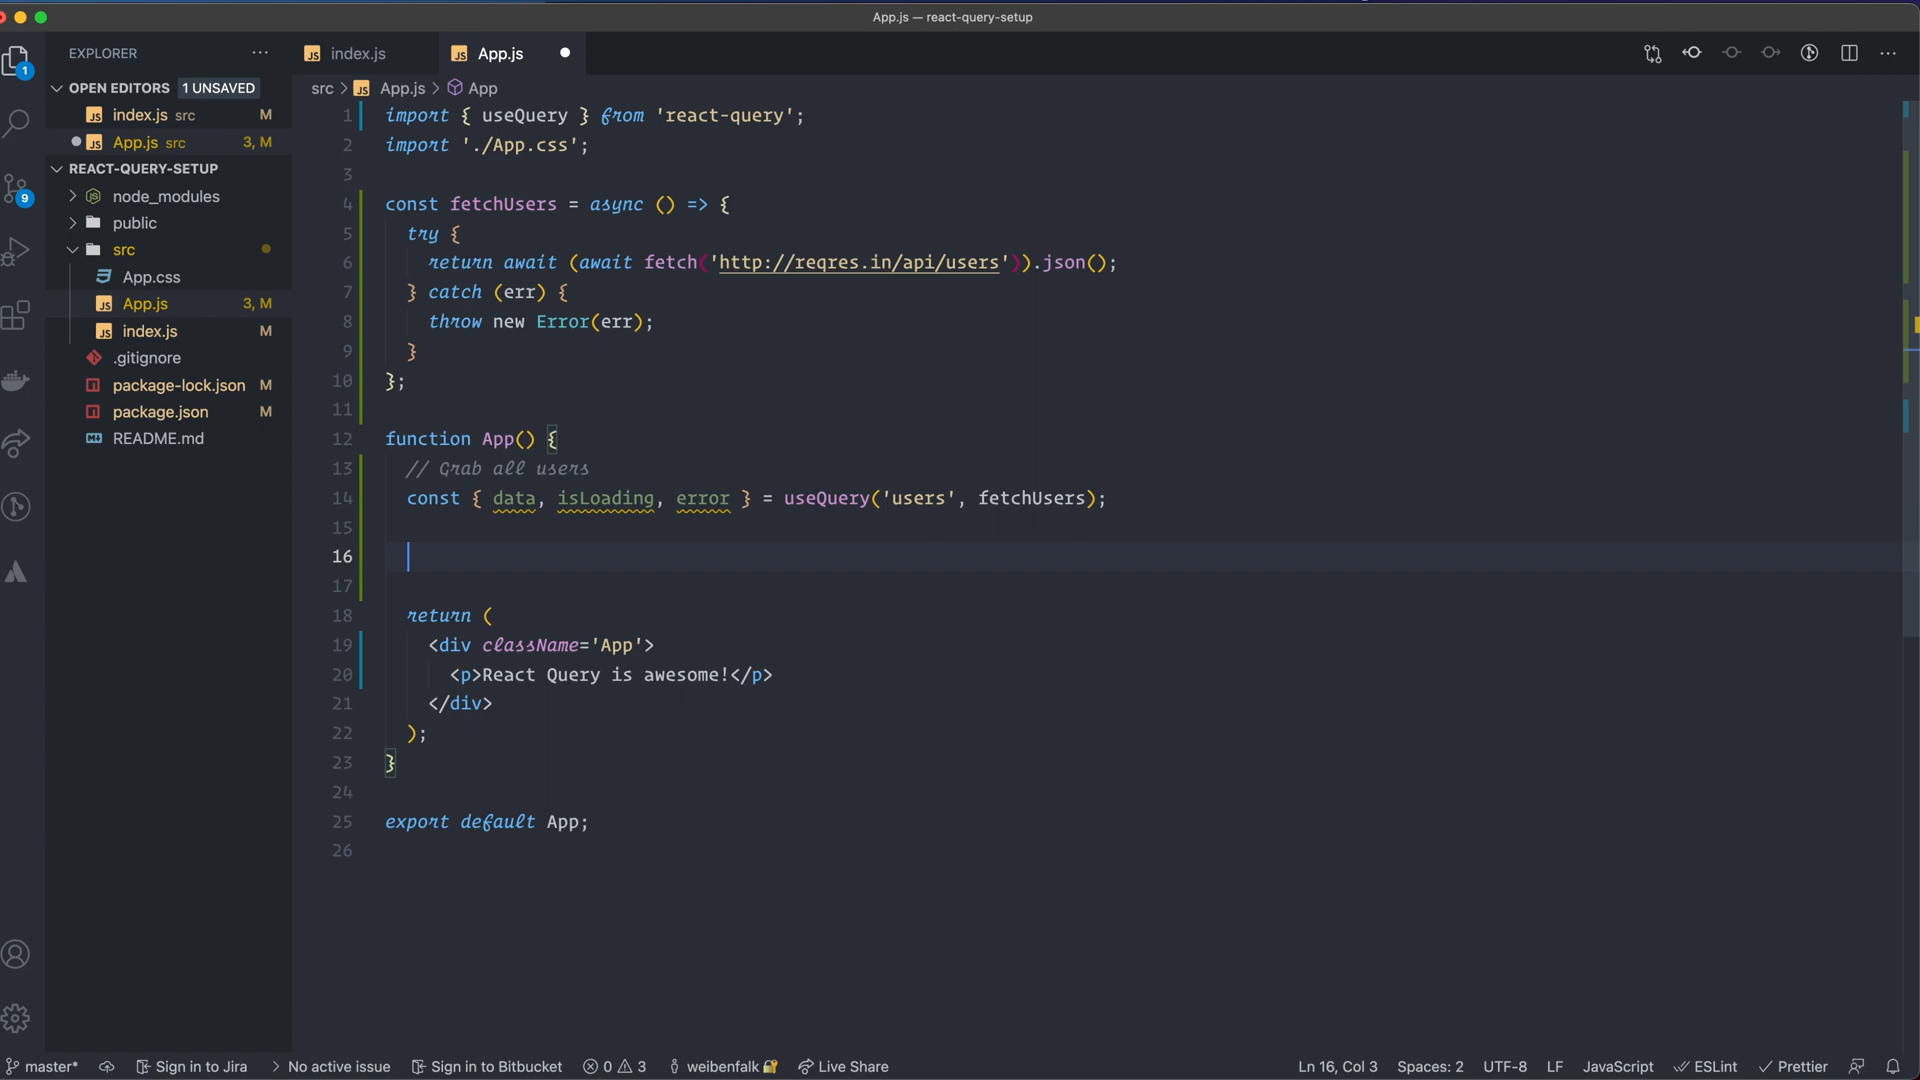 App.js — react-query-setup
EXPLORER
index.js
App.js
OPEN EDITORS 1 UNSAVED
index.js src M
App.js src 3, M
REACT-QUERY-SETUP
node_modules
public
src
App.css
App.js 3, M
index.js M
.gitignore
package-lock.json M
package.json M
README.md
1
9
src > App.js > App
1 import { useQuery } from 'react-query';
2 import './App.css';
3
4 const fetchUsers = async () => {
5 try {
6 return await (await fetch('http://reqres.in/api/users')).json();
7 } catch (err) {
8 throw new Error(err);
9 }
10 };
11
12 function App() {
13 // Grab all users
14 const { data, isLoading, error } = useQuery('users', fetchUsers);
15
16
17
18 return (
19 <div className='App'>
20 <p>React Query is awesome!</p>
21 </div>
22 );
23 }
24
25 export default App;
26
master* Sign in to Jira > No active issue Sign in to Bitbucket 0 3 weibenfalk Live Share Ln 16, Col 3 Spaces: 2 UTF-8 LF JavaScript ESLint Prettier